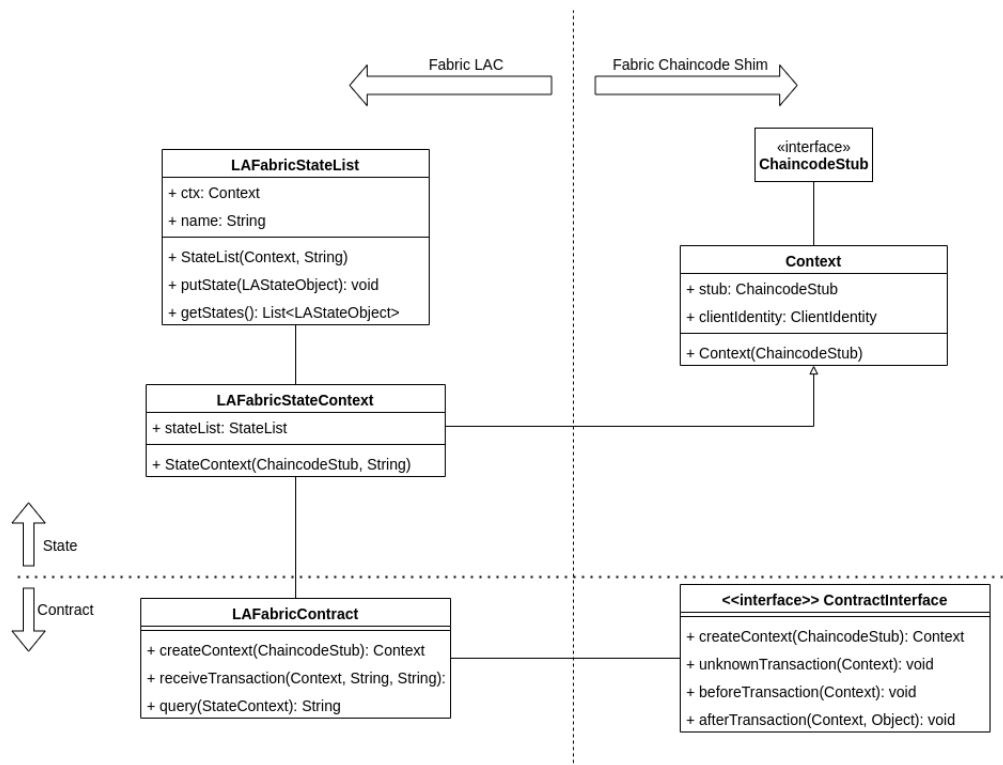 Fabric LAC
Fabric Chaincode Shim
«interface»
ChaincodeStub
LAFabricStateList
+ ctx: Context
+ name: String
+ StateList(Context, String)
+ putState(LAStateObject): void
+ getStates(): List<LAStateObject>
Context
+ stub: ChaincodeStub
+ clientIdentity: ClientIdentity
+ Context(ChaincodeStub)
LAFabricStateContext
+ stateList: StateList
+ StateContext(ChaincodeStub, String)
State
Contract
LAFabricContract
+ createContext(ChaincodeStub): Context
+ receiveTransaction(Context, String, String):
+ query(StateContext): String
<<interface>> ContractInterface
+ createContext(ChaincodeStub): Context
+ unknownTransaction(Context): void
+ beforeTransaction(Context): void
+ afterTransaction(Context, Object): void